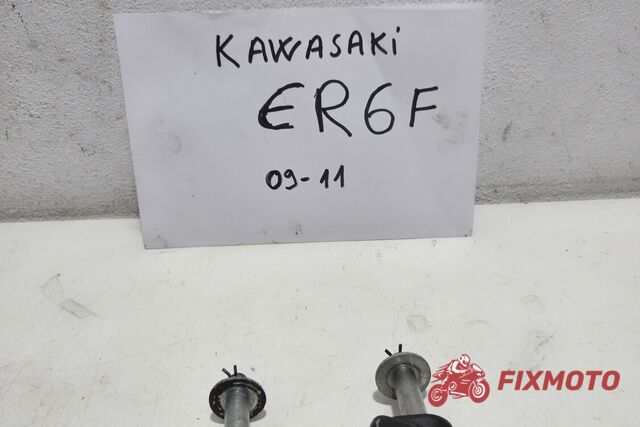 KAWASAKi
ER6F
09-11
FIXMOTO